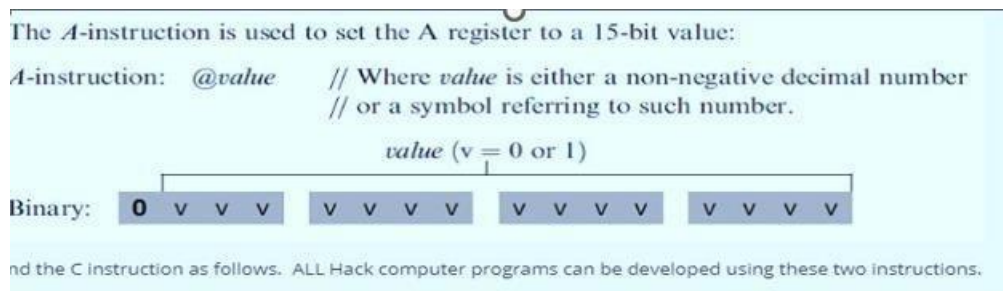 The A-instruction is used to set the A register to a 15-bit value:
A-instruction: @value // Where value is either a non-negative decimal number
// or a symbol referring to such number.
value (v = 0 or 1)
Binary: 0 v v v v v v v v v v v v v v v
nd the C instruction as follows. ALL Hack computer programs can be developed using these two instructions.